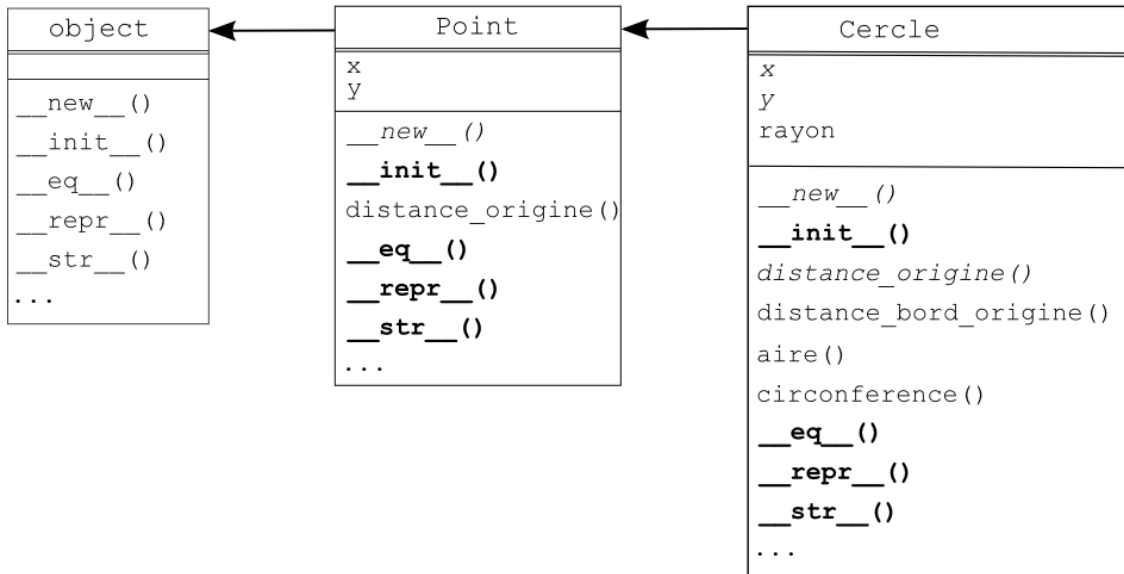 object
__new__()
__init__()
__eq__()
__repr__()
__str__()
...
Point
x
y
__new__()
__init__()
distance_origine()
__eq__()
__repr__()
__str__()
...
Cercle
x
y
rayon
__new__()
__init__()
distance_origine()
distance_bord_origine()
aire()
circonference()
__eq__()
__repr__()
__str__()
...